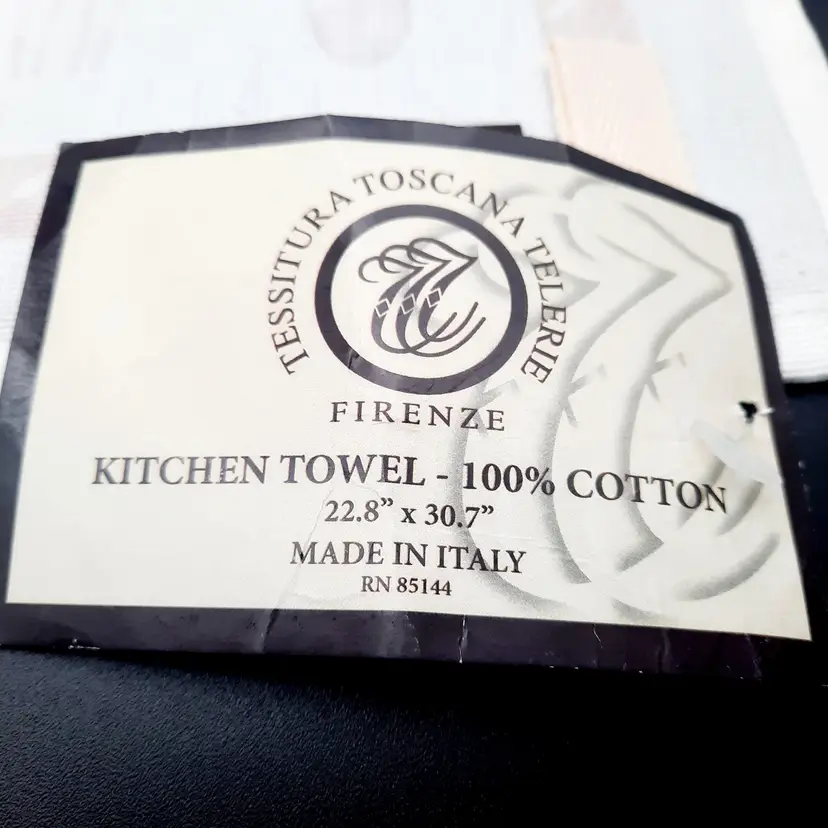 TESSITURA TOSCANA TELERIE
FIRENZE
KITCHEN TOWEL - 100% COTTON
22.8” x 30.7”
MADE IN ITALY
RN 85144